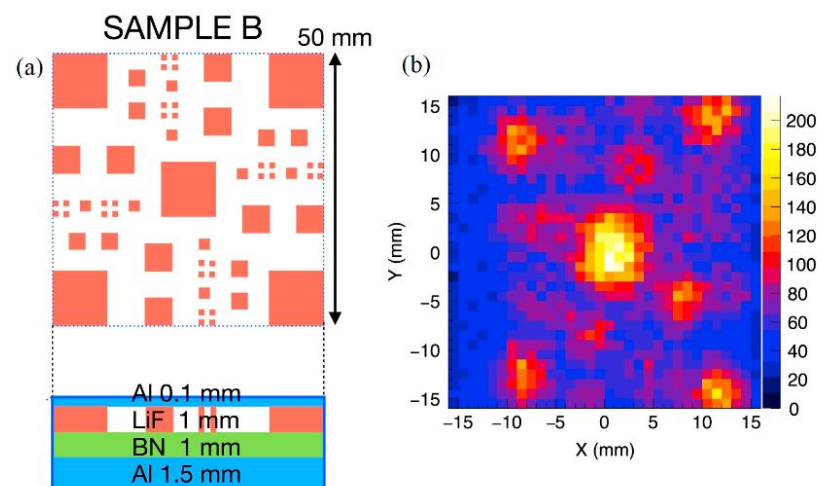 SAMPLE B
50 mm
(a)
Al 0.1 mm
LiF 1 mm
BN 1 mm
Al 1.5 mm
(b)
15
10
5
0
−5
−10
−15
Y (mm)
−15 −10 −5 0 5 10 15
X (mm)
200
180
160
140
120
100
80
60
40
20
0